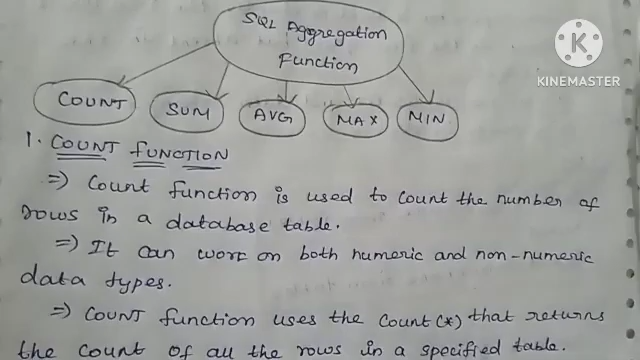 SQL Aggregation
Function
K
KINEMASTER
COUNT
SUM
AVG
MAX
MIN
1. COUNT FUNCTION
=> Count function is used to count the number of
rows in a database table.
=> It can work on both numeric and non-numeric
data types.
=> COUNT function uses the Count(*) that returns
the count of all the rows in a specified table.